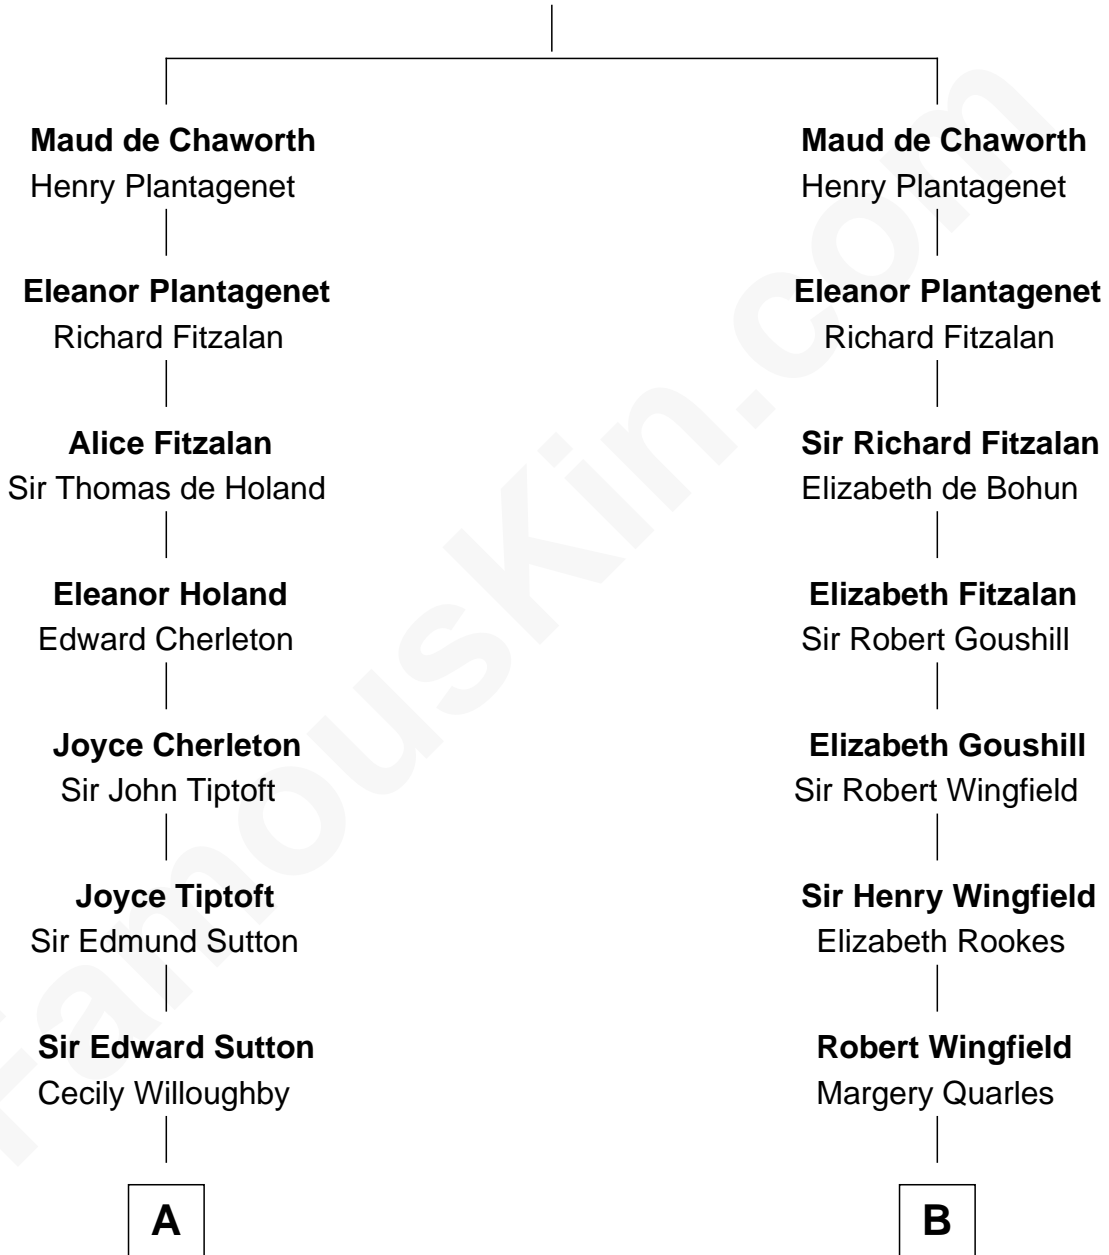 Maud de Chaworth
Henry Plantagenet
Eleanor Plantagenet
Richard Fitzalan
Alice Fitzalan
Sir Thomas de Holand
Eleanor Holand
Edward Cherleton
Joyce Cherleton
Sir John Tiptoft
Joyce Tiptoft
Sir Edmund Sutton
Sir Edward Sutton
Cecily Willoughby
A
Maud de Chaworth
Henry Plantagenet
Eleanor Plantagenet
Richard Fitzalan
Sir Richard Fitzalan
Elizabeth de Bohun
Elizabeth Fitzalan
Sir Robert Goushill
Elizabeth Goushill
Sir Robert Wingfield
Sir Henry Wingfield
Elizabeth Rookes
Robert Wingfield
Margery Quarles
B
FamousKin.com